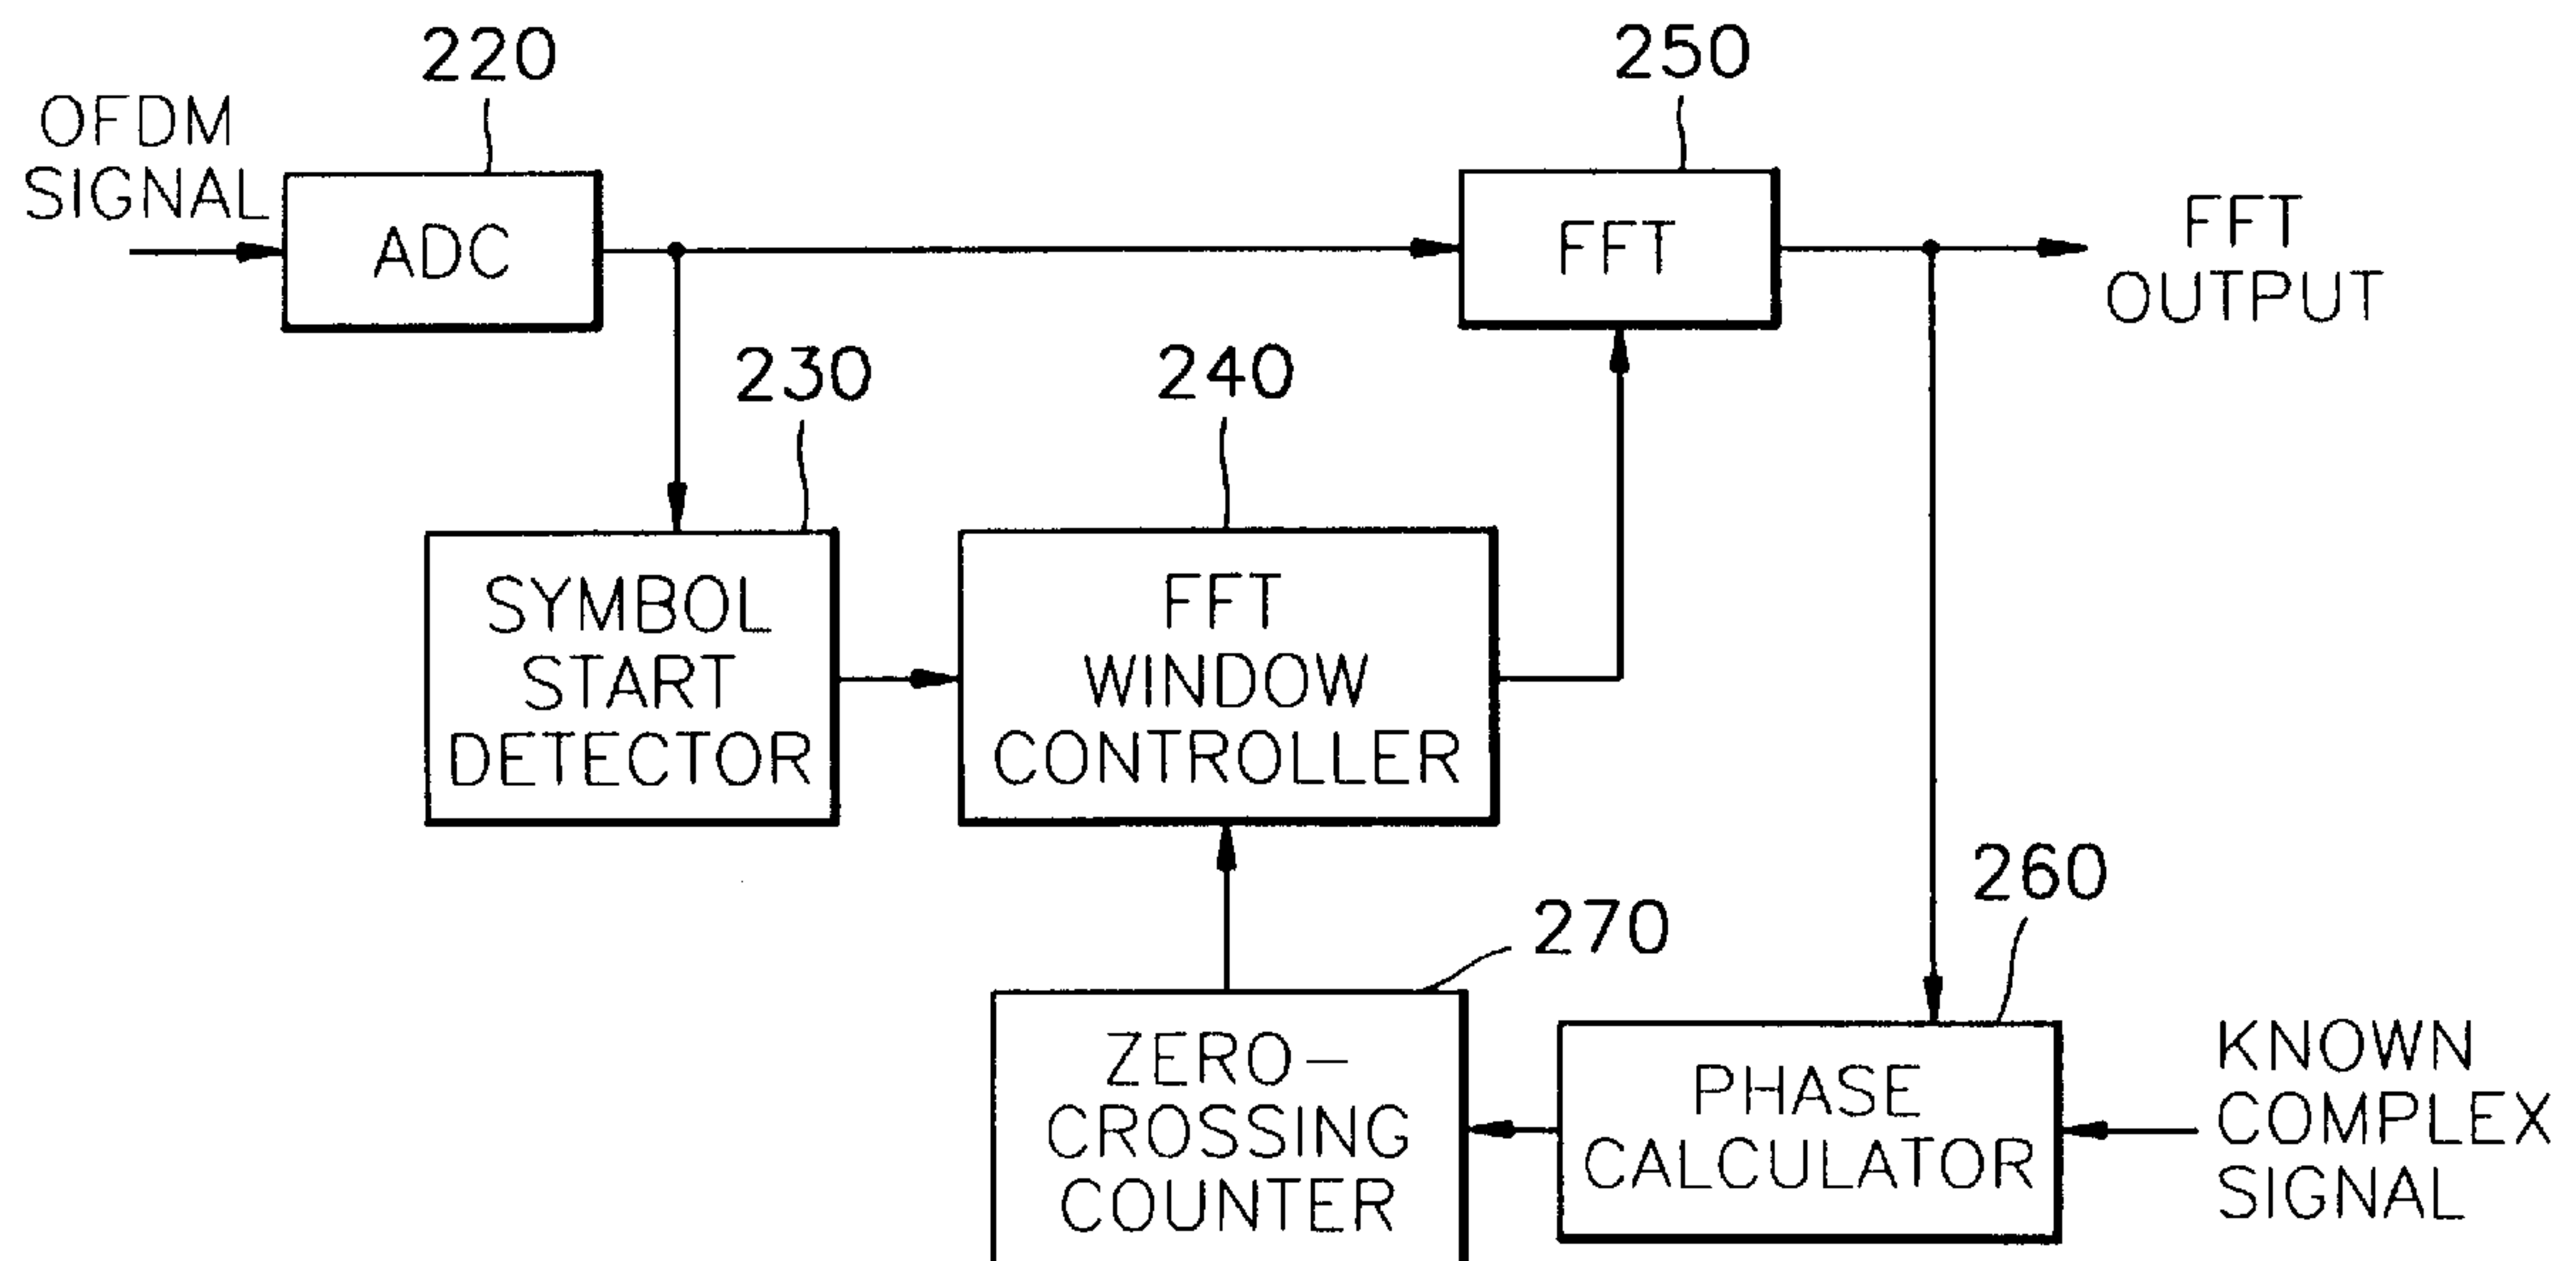 220
250
OFDM
SIGNAL
ADC
FFT
FFT
OUTPUT
230
240
SYMBOL
START
DETECTOR
FFT
WINDOW
CONTROLLER
260
270
ZERO-
CROSSING
COUNTER
PHASE
CALCULATOR
KNOWN
COMPLEX
SIGNAL